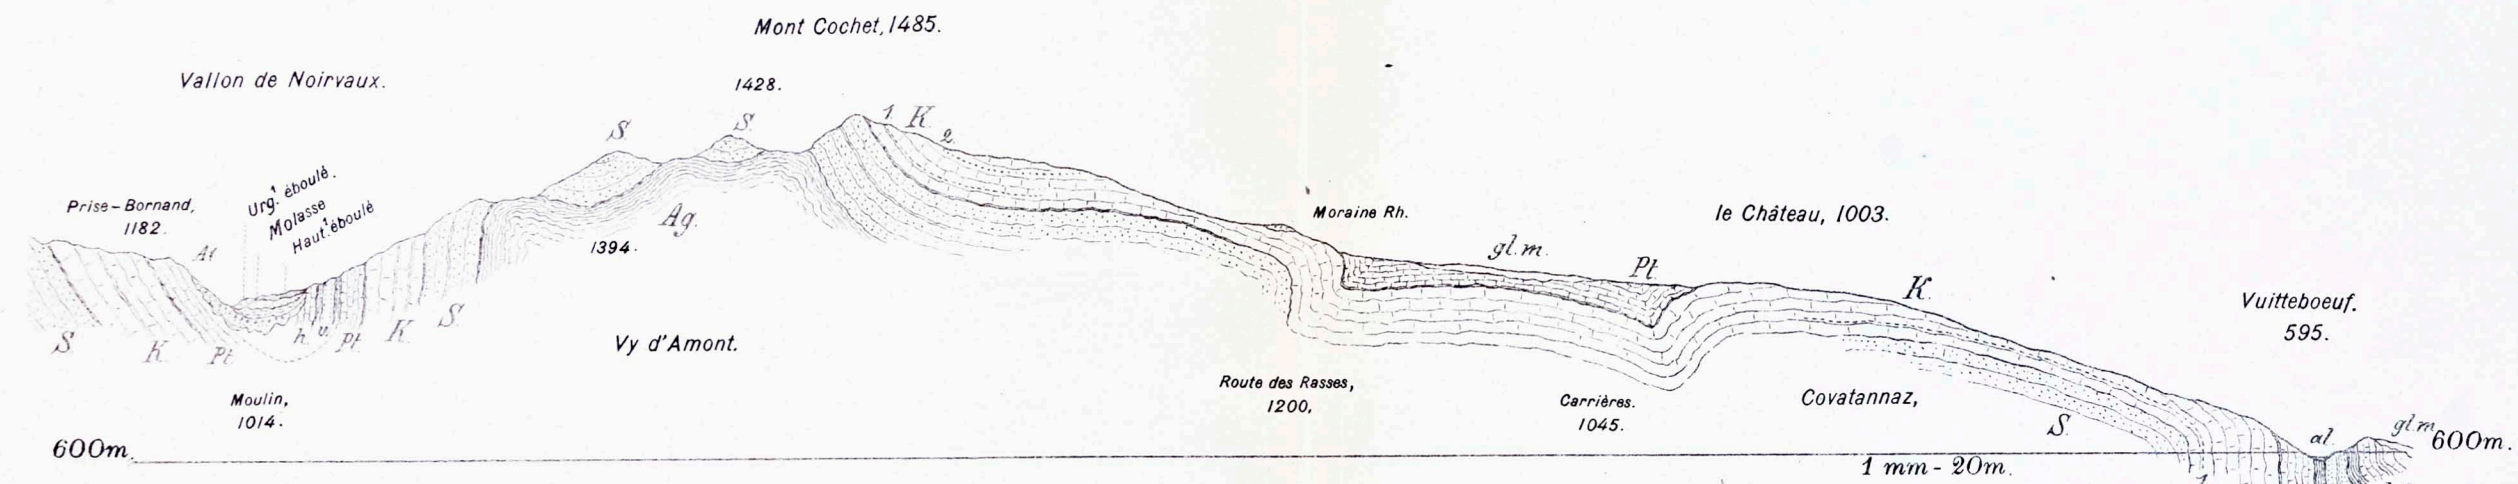 Mont Cochet, 1485.
Vallon de Noirvaux.
1428.
S.
S.
1. K.
2.
Urg.t éboulé.
Molasse
Haut.t éboulé
Prise-Bornand,
1182.
Moraine Rh.
le Château, 1003.
Ag.
1394.
gl.m.
Pt.
K.
Vuitteboeuf.
595.
S.
K
Pt.
h.
u.
Pt.
K
S.
Vy d'Amont.
Moulin,
1014.
Route des Rasses,
1200.
Carrières.
1045.
Covatannaz,
S.
al.
gl.m.
600m.
600m.
1 mm - 20m.